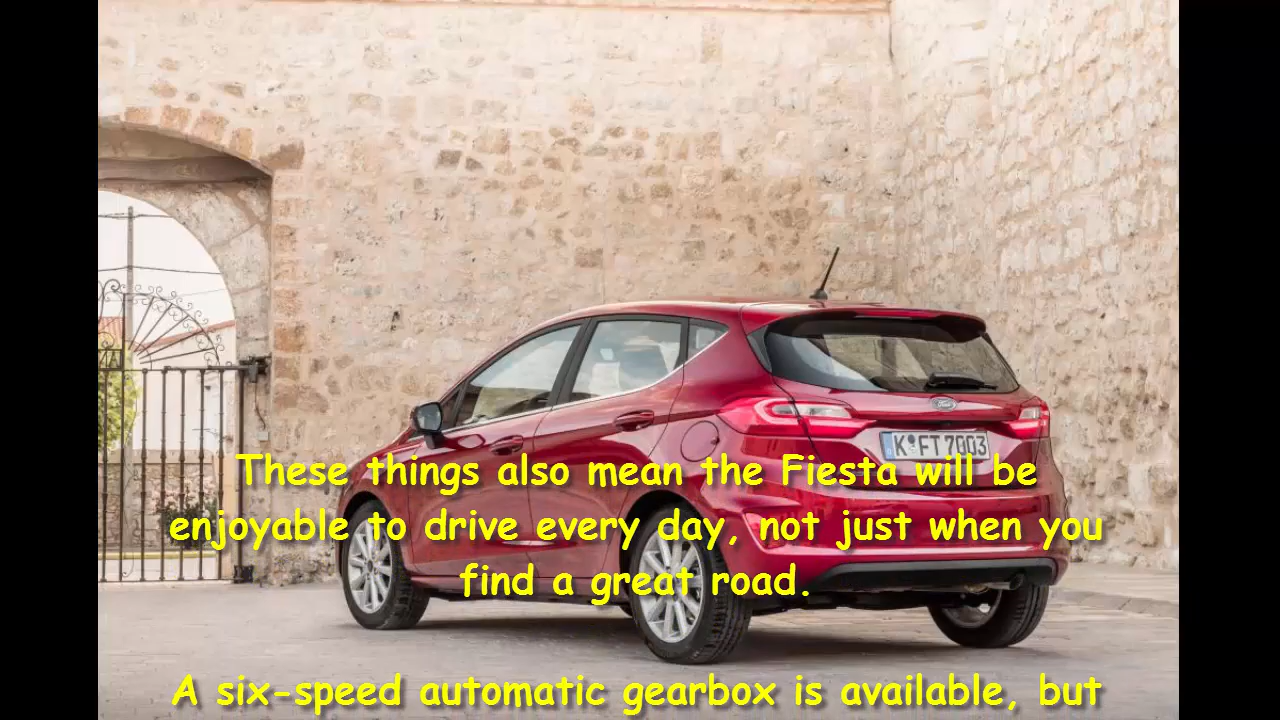 Ford
K FT 7003
These things also mean the Fiesta will be
enjoyable to drive every day, not just when you
find a great road.
A six-speed automatic gearbox is available, but